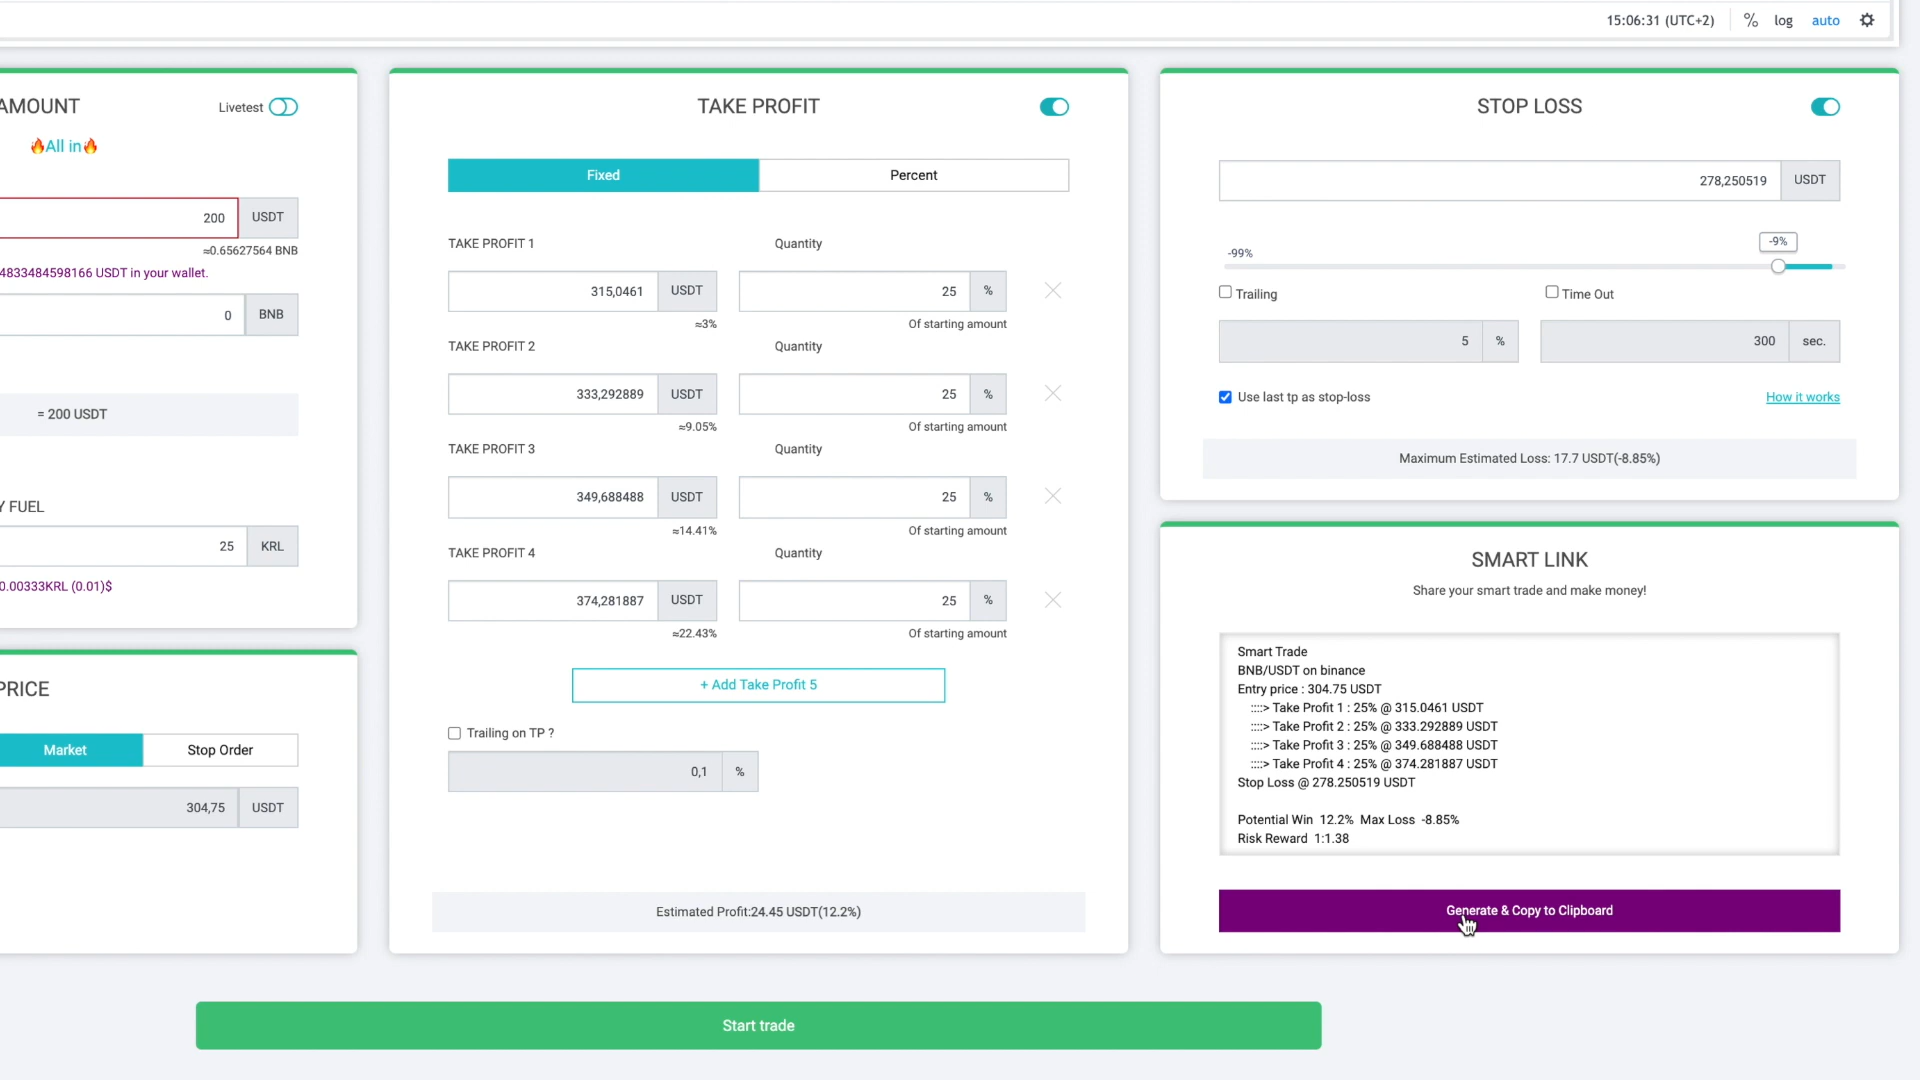 15:06:31 (UTC+2) % log auto
AMOUNT
Livetest
🔥All in🔥
200 USDT
≈0.65627564 BNB
4833484598166 USDT in your wallet.
0 BNB
= 200 USDT
Y FUEL
25 KRL
0.00333KRL (0.01)$
PRICE
Market Stop Order
304,75 USDT
TAKE PROFIT
Fixed Percent
TAKE PROFIT 1 Quantity
315,0461 USDT 25 %
≈3% Of starting amount
TAKE PROFIT 2 Quantity
333,292889 USDT 25 %
≈9.05% Of starting amount
TAKE PROFIT 3 Quantity
349,688488 USDT 25 %
≈14.41% Of starting amount
TAKE PROFIT 4 Quantity
374,281887 USDT 25 %
≈22.43% Of starting amount
+ Add Take Profit 5
Trailing on TP ?
0,1 %
Estimated Profit:24.45 USDT(12.2%)
STOP LOSS
278,250519 USDT
-9%
-99%
Trailing Time Out
5 % 300 sec.
Use last tp as stop-loss How it works
Maximum Estimated Loss: 17.7 USDT(-8.85%)
SMART LINK
Share your smart trade and make money!
Smart Trade
BNB/USDT on binance
Entry price : 304.75 USDT
::::> Take Profit 1 : 25% @ 315.0461 USDT
::::> Take Profit 2 : 25% @ 333.292889 USDT
::::> Take Profit 3 : 25% @ 349.688488 USDT
::::> Take Profit 4 : 25% @ 374.281887 USDT
Stop Loss @ 278.250519 USDT
Potential Win 12.2% Max Loss -8.85%
Risk Reward 1:1.38
Generate & Copy to Clipboard
Start trade